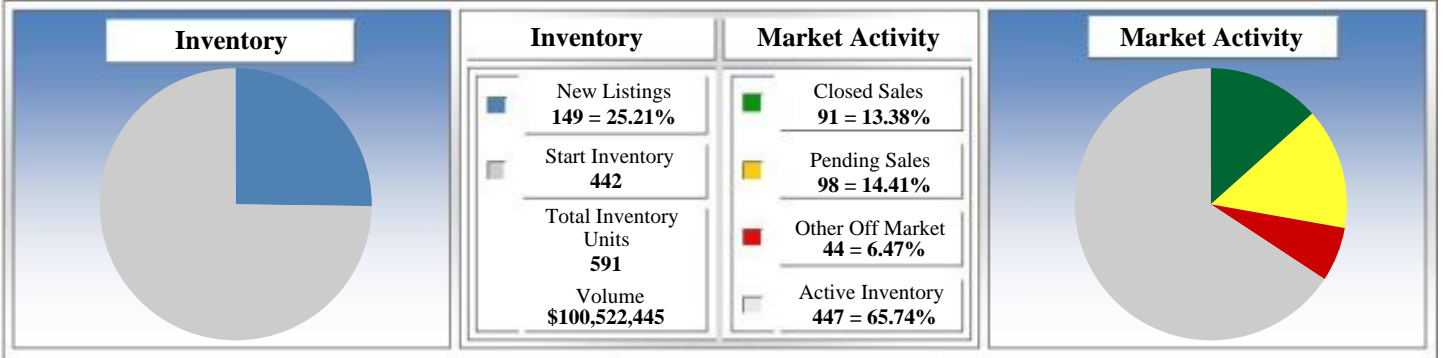 Inventory
Inventory
Market Activity
New Listings
149 = 25.21%
Start Inventory
442
Total Inventory
Units
591
Volume
$100,522,445
Closed Sales
91 = 13.38%
Pending Sales
98 = 14.41%
Other Off Market
44 = 6.47%
Active Inventory
447 = 65.74%
Market Activity